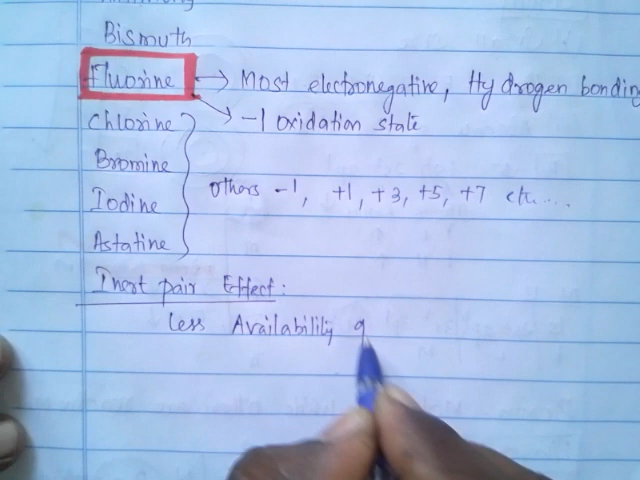 Bismuth
Fluorine → Most electronegative, Hydrogen bonding
→ -1 oxidation state
Chlorine
Bromine
others -1, +1, +3, +5, +7 etc....
Iodine
Astatine
Inert pair Effect:
Less Availability